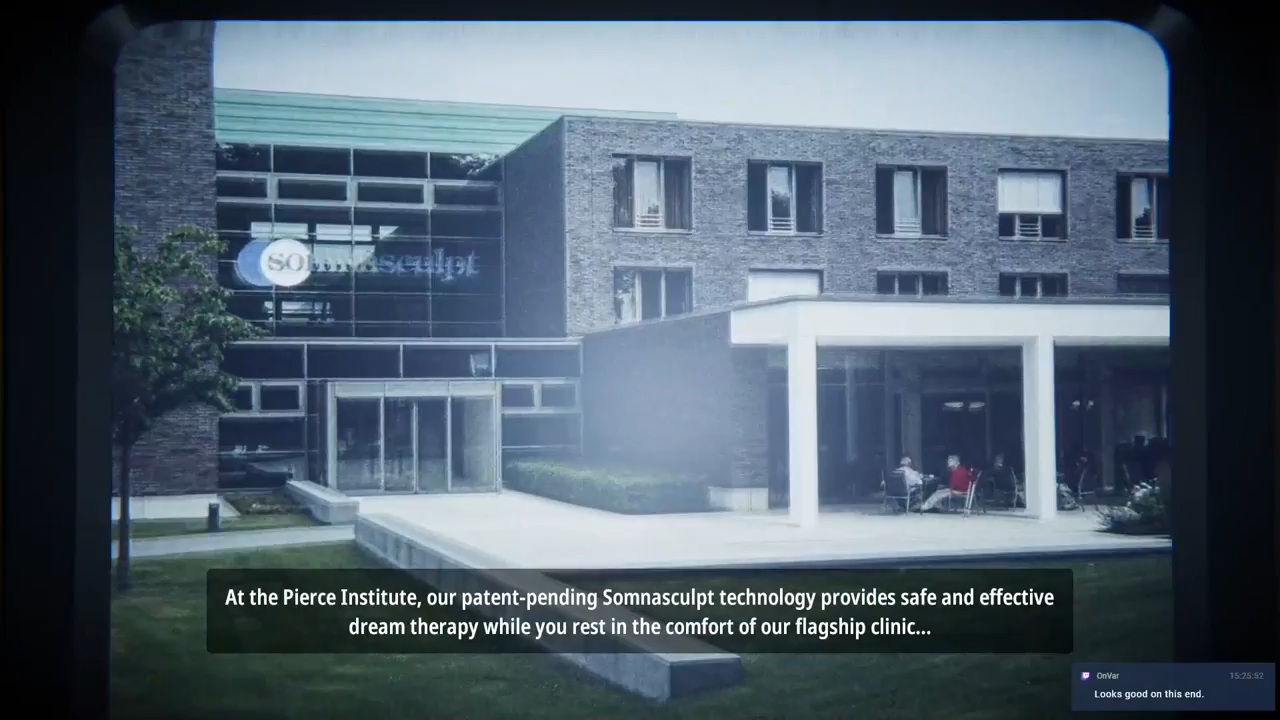 somnasculpt
At the Pierce Institute, our patent-pending Somnasculpt technology provides safe and effective
dream therapy while you rest in the comfort of our flagship clinic...
OnVar
15:25:52
Looks good on this end.